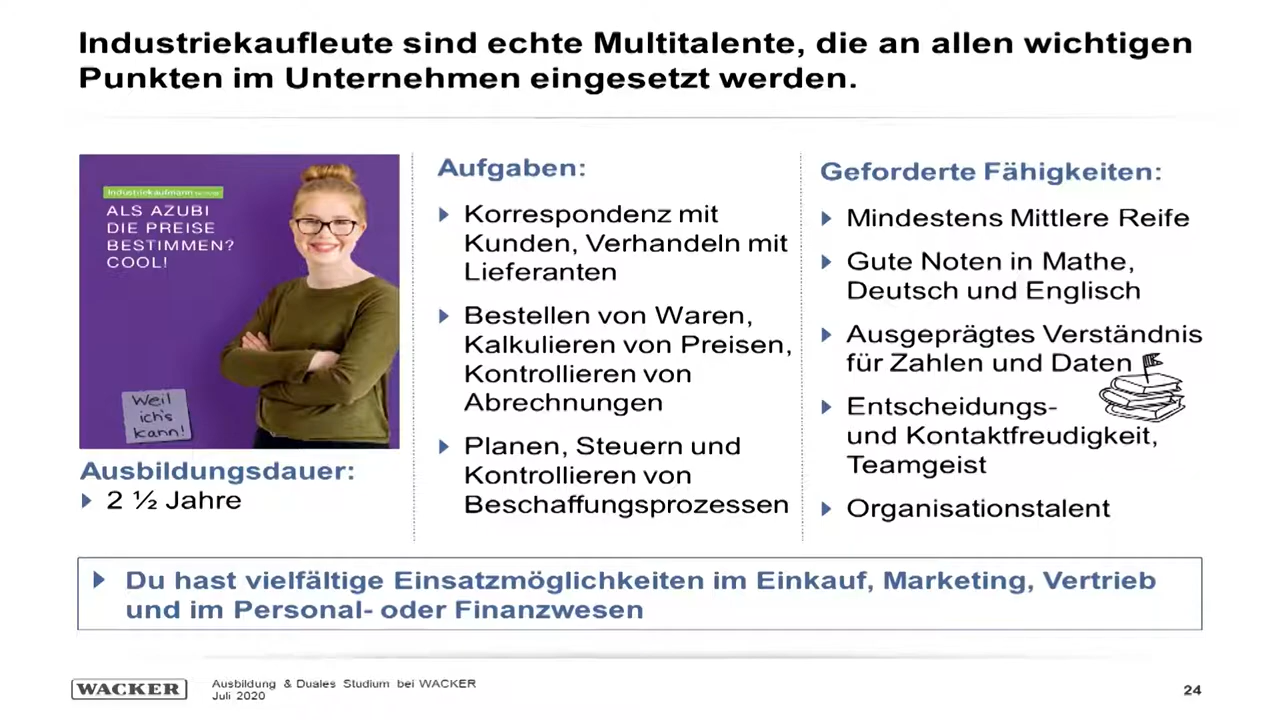 Industriekaufleute sind echte Multitalente, die an allen wichtigen
Punkten im Unternehmen eingesetzt werden.
Industriekaufmann
ALS AZUBI
DIE PREISE
BESTIMMEN?
COOL!
Weil
ich's
kann!
Ausbildungsdauer:
2 ½ Jahre
Aufgaben:
Korrespondenz mit
Kunden, Verhandeln mit
Lieferanten
Bestellen von Waren,
Kalkulieren von Preisen,
Kontrollieren von
Abrechnungen
Planen, Steuern und
Kontrollieren von
Beschaffungsprozessen
Geforderte Fähigkeiten:
Mindestens Mittlere Reife
Gute Noten in Mathe,
Deutsch und Englisch
Ausgeprägtes Verständnis
für Zahlen und Daten
Entscheidungs-
und Kontaktfreudigkeit,
Teamgeist
Organisationstalent
Du hast vielfältige Einsatzmöglichkeiten im Einkauf, Marketing, Vertrieb
und im Personal- oder Finanzwesen
WACKER
Ausbildung & Duales Studium bei WACKER
Juli 2020
24